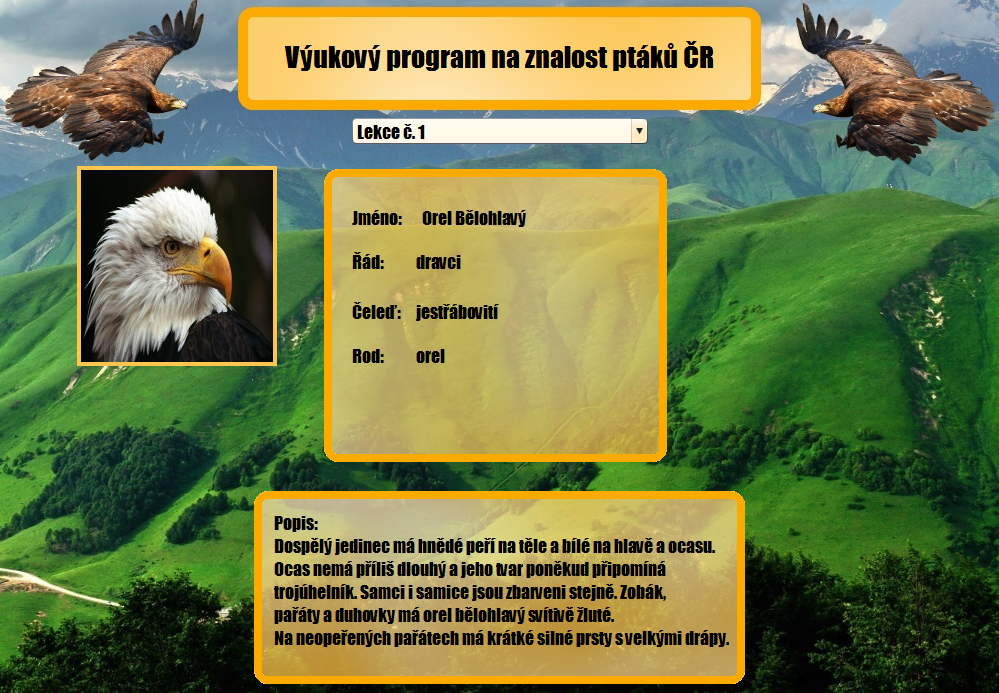 Výukový program na znalost ptáků ČR
Lekce č. 1
Jméno: Orel Bělohlavý
Řád: dravci
Čeleď: jestřábovití
Rod: orel
Popis:
Dospělý jedinec má hnědé peří na těle a bílé na hlavě a ocasu.
Ocas nemá příliš dlouhý a jeho tvar poněkud připomíná
trojúhelník. Samci i samice jsou zbarveni stejně. Zobák,
pařáty a duhovky má orel bělohlavý svítivě žluté.
Na neopeřených pařátech má krátké silné prsty s velkými drápy.